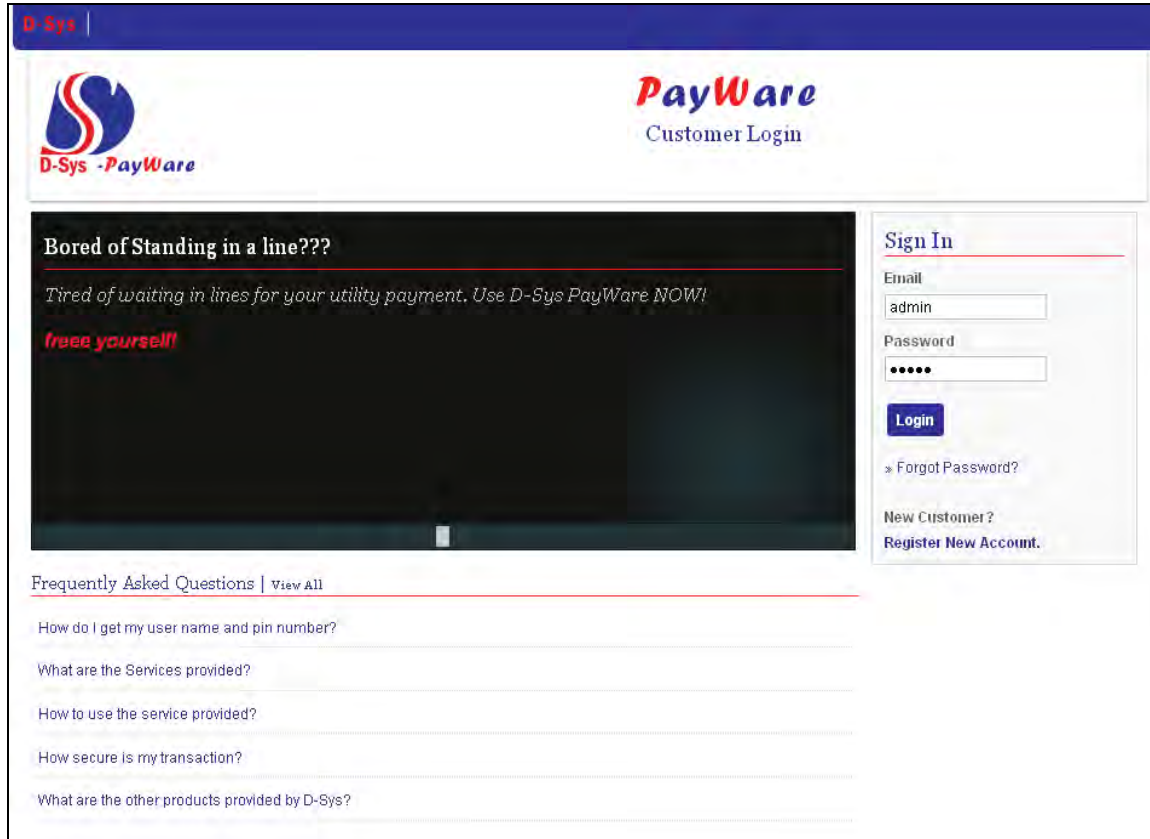 D-Sys
D-Sys -PayWare
PayWare
Customer Login
Bored of Standing in a line???
Tired of waiting in lines for your utility payment. Use D-Sys PayWare NOW!
freee yourself!
Sign In
Email
admin
Password
•••••
Login
» Forgot Password?
New Customer?
Register New Account.
Frequently Asked Questions | View All
How do I get my user name and pin number?
What are the Services provided?
How to use the service provided?
How secure is my transaction?
What are the other products provided by D-Sys?